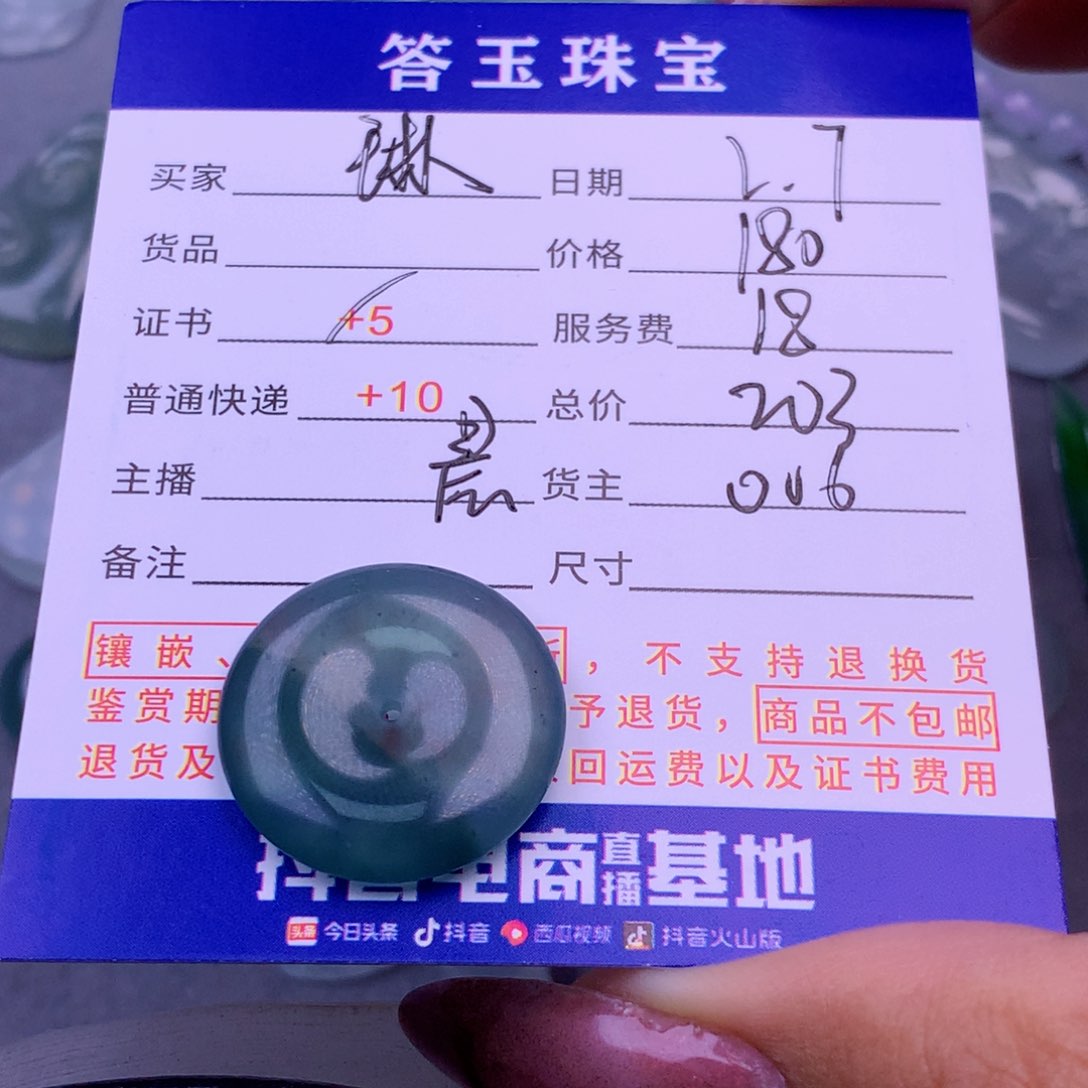 答玉珠宝
买家 琳 日期 2.7
货品 价格 180
证书 +5 服务费 18
普通快递 +10 总价 203
主播 货主 006
备注 尺寸
镶嵌、 ，不支持退换货
鉴赏期 予退货，商品不包邮
退货及 回运费以及证书费用
抖音电商直播基地
头条 今日头条 抖音 西瓜视频 抖音火山版